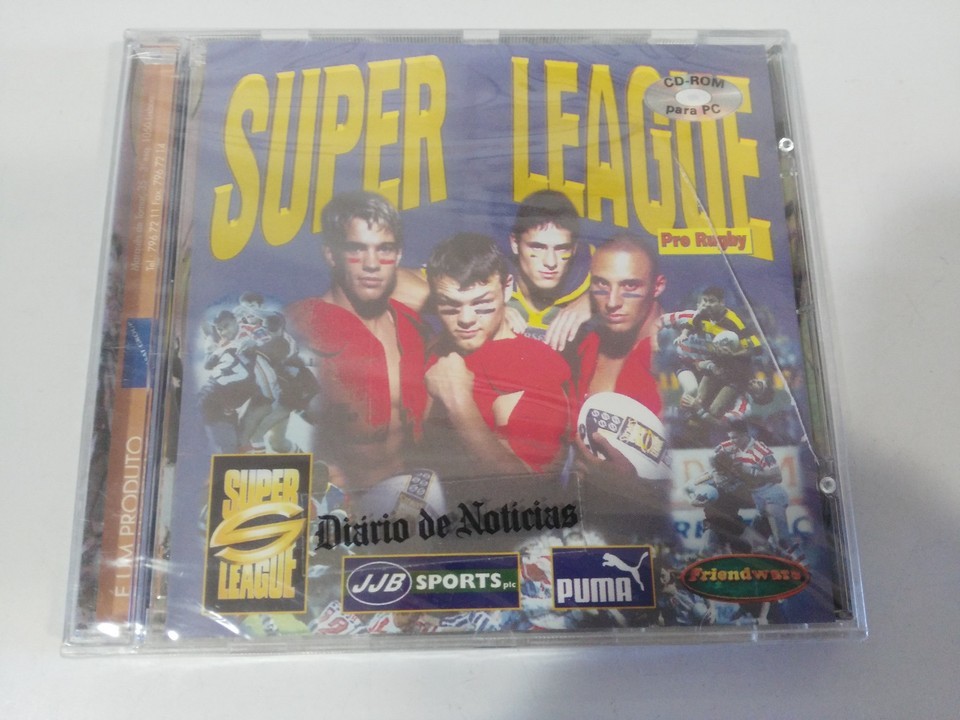 SUPER LEAGUE
CD-ROM
para PC
Pro Rugby
SUPER
LEAGUE
Diário de Notícias
JJB SPORTS plc
PUMA
Friendware
É UM PRODUTO